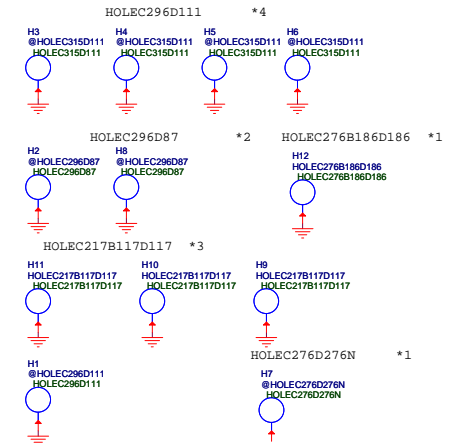 HOLEC296D111 *4
H3 H4 H5 H6
@HOLEC315D111 @HOLEC315D111 @HOLEC315D111 @HOLEC315D111
HOLEC315D111 HOLEC315D111 HOLEC315D111 HOLEC315D111
HOLEC296D87 *2 HOLEC276B186D186 *1
H2 H8 H12
@HOLEC296D87 @HOLEC296D87 HOLEC276B186D186
HOLEC296D87 HOLEC296D87 HOLEC276B186D186
HOLEC217B117D117 *3
H11 H10 H9
HOLEC217B117D117 HOLEC217B117D117 HOLEC217B117D117
HOLEC217B117D117 HOLEC217B117D117 HOLEC217B117D117
HOLEC276D276N *1
H1 H7
@HOLEC296D111 @HOLEC276D276N
HOLEC296D111 HOLEC276D276N